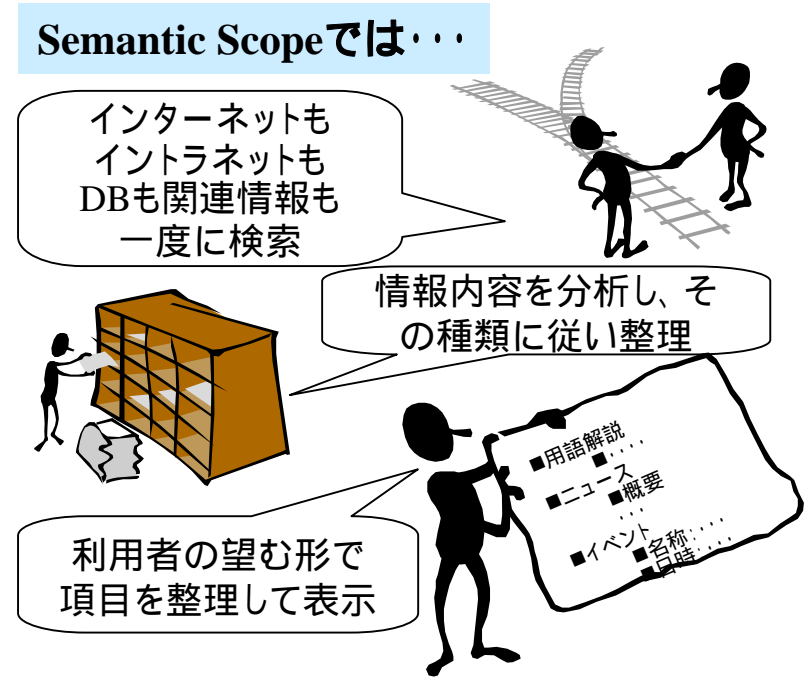 Semantic Scopeでは･･･
インターネットも
イントラネットも
DBも関連情報も
一度に検索
情報内容を分析し、そ
の種類に従い整理
■用語解説
■････
■ニュース
■概要
･･･
■イベント
■名称:････
■日時:････
利用者の望む形で
項目を整理して表示